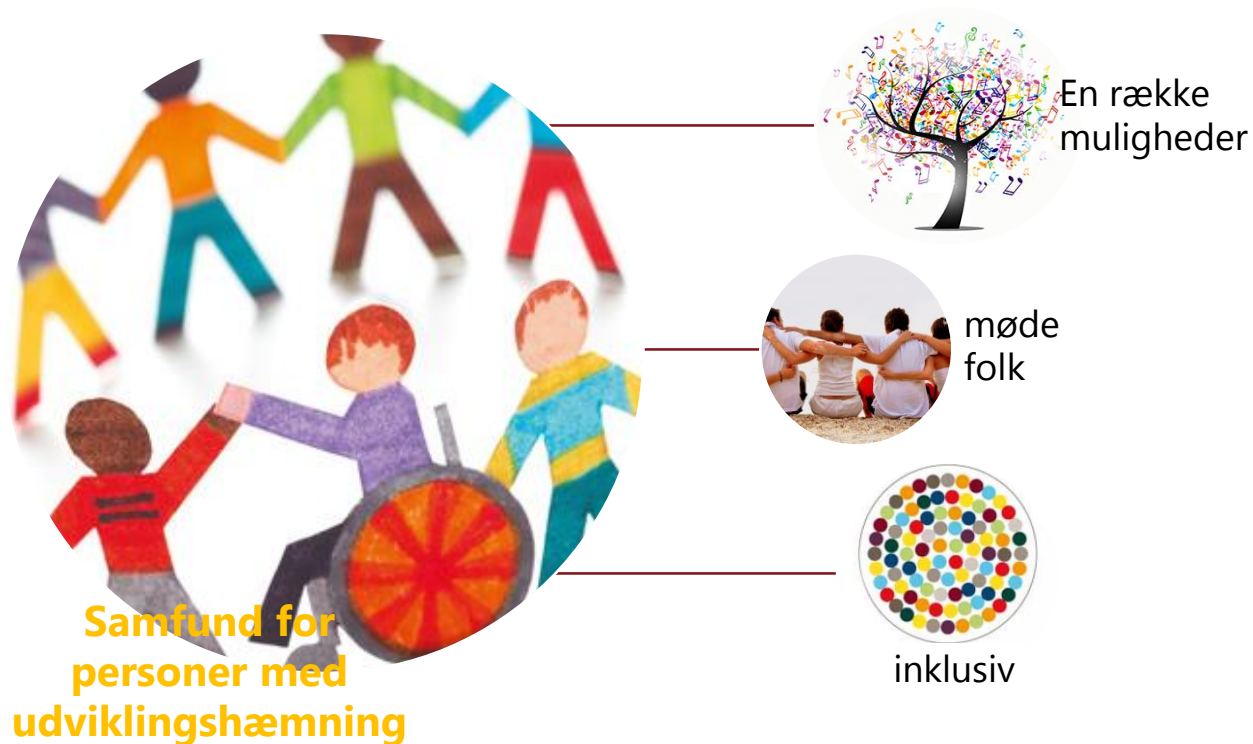 En række
muligheder
møde
folk
inklusiv
Samfund for
personer med
udviklingshæmning